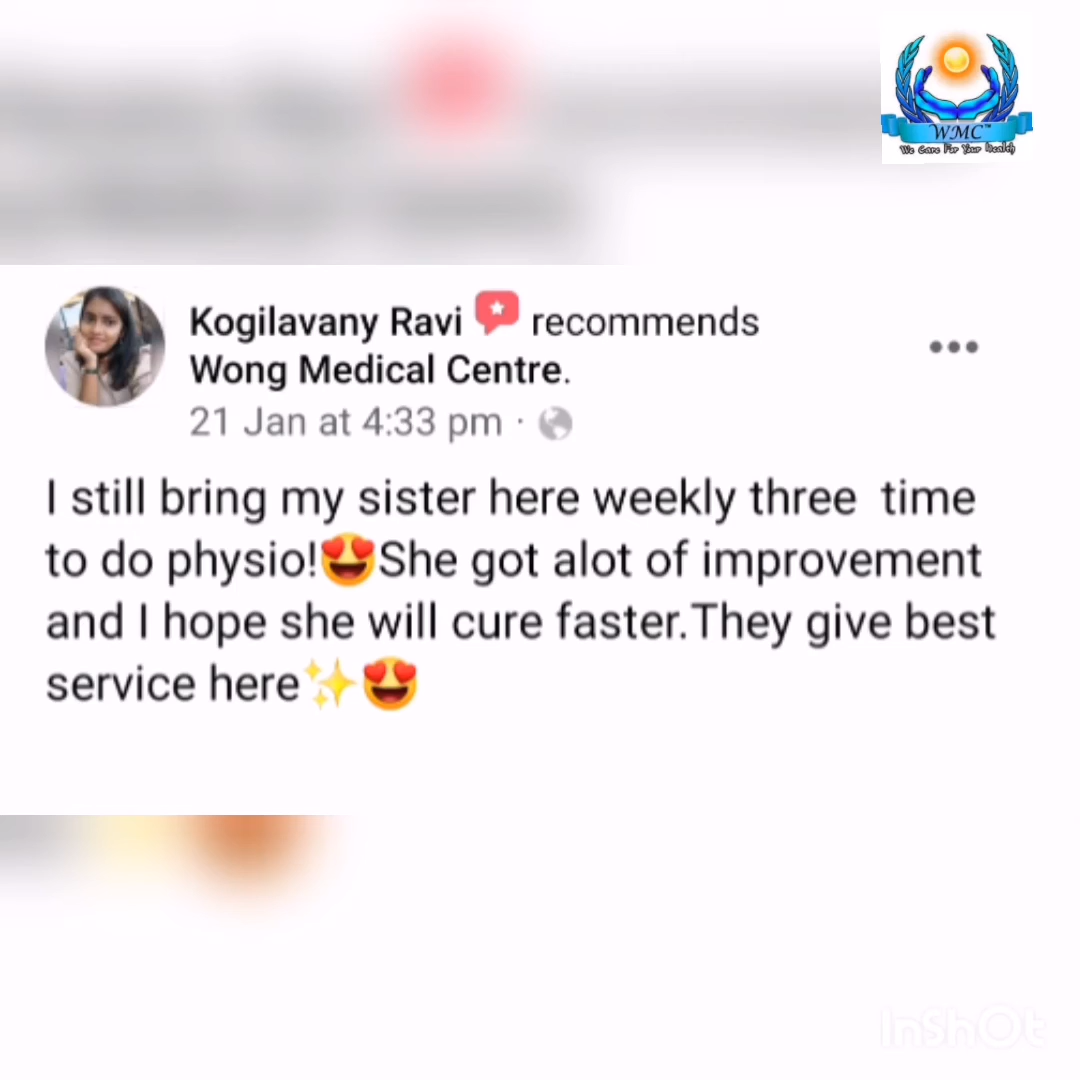 WMC™
We Care For Your Health
Kogilavany Ravi recommends
Wong Medical Centre.
21 Jan at 4:33 pm ·
I still bring my sister here weekly three time
to do physio!😍She got alot of improvement
and I hope she will cure faster.They give best
service here✨😍
InShOt